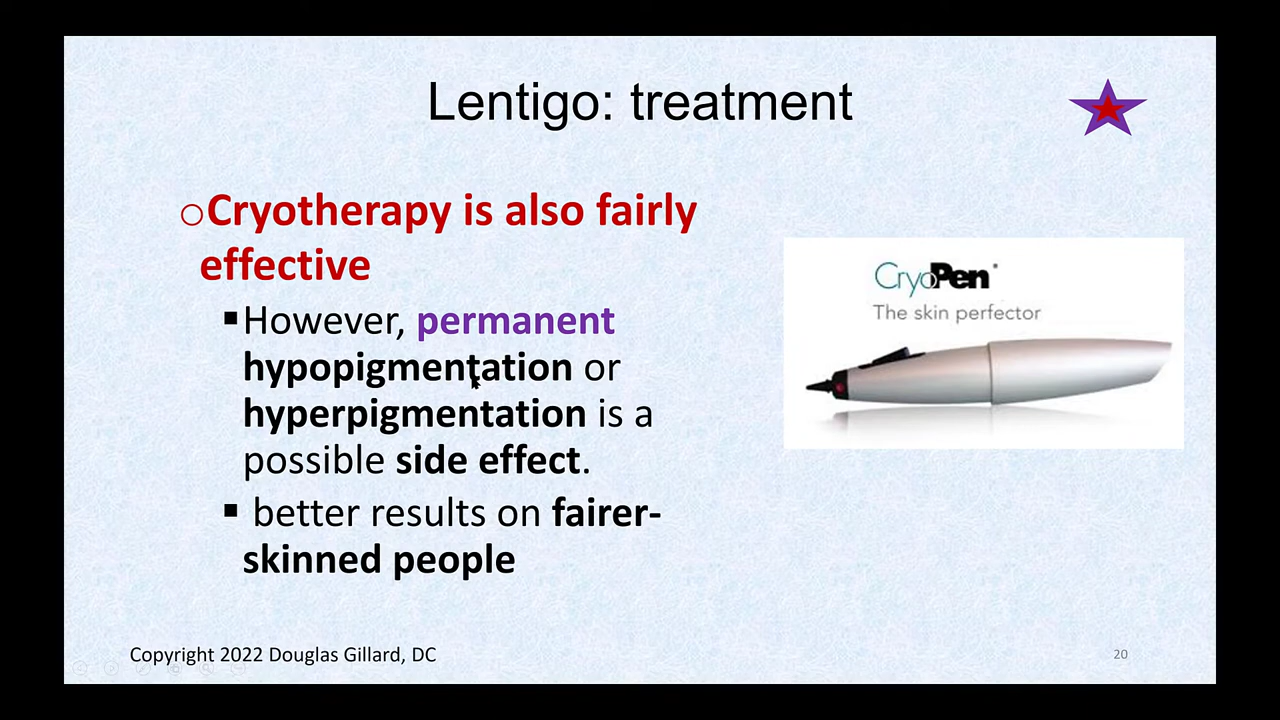 Lentigo: treatment
Cryotherapy is also fairly
effective
However, permanent
hypopigmentation or
hyperpigmentation is a
possible side effect.
better results on fairer-
skinned people
CryoPen
The skin perfector
Copyright 2022 Douglas Gillard, DC
20